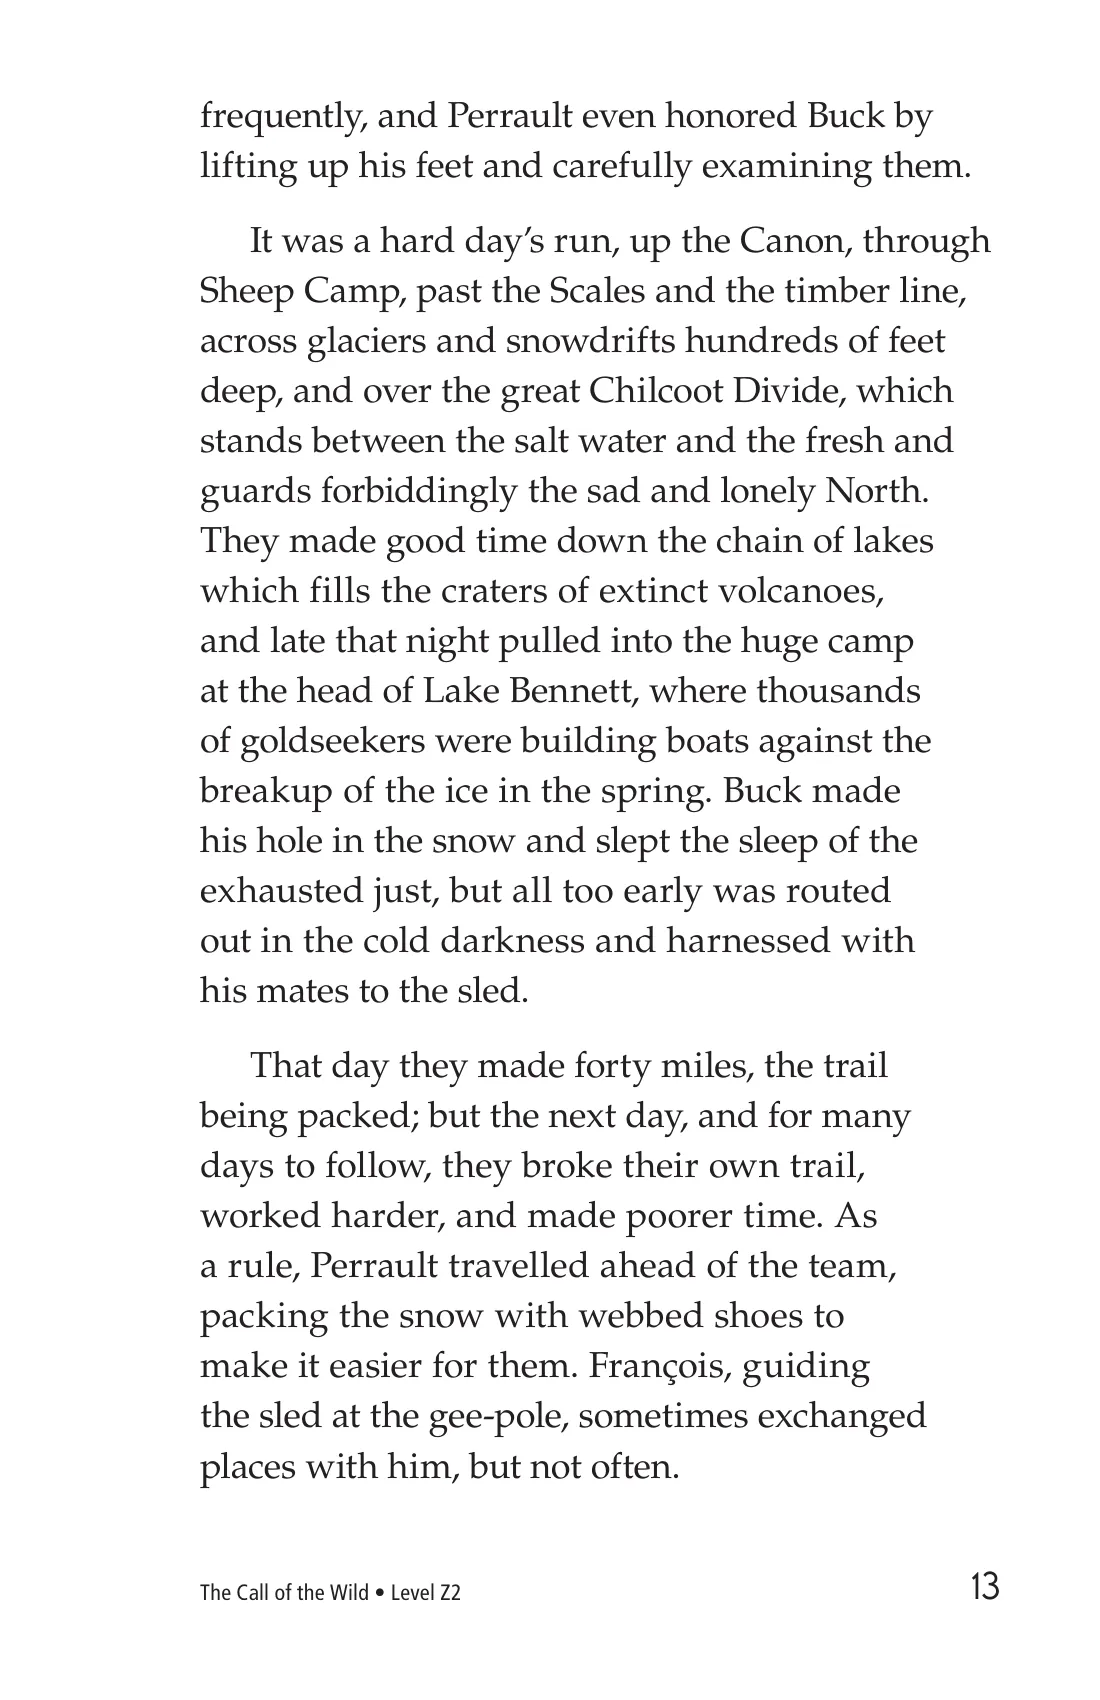 frequently, and Perrault even honored Buck by
lifting up his feet and carefully examining them.
It was a hard day’s run, up the Canon, through
Sheep Camp, past the Scales and the timber line,
across glaciers and snowdrifts hundreds of feet
deep, and over the great Chilcoot Divide, which
stands between the salt water and the fresh and
guards forbiddingly the sad and lonely North.
They made good time down the chain of lakes
which fills the craters of extinct volcanoes,
and late that night pulled into the huge camp
at the head of Lake Bennett, where thousands
of goldseekers were building boats against the
breakup of the ice in the spring. Buck made
his hole in the snow and slept the sleep of the
exhausted just, but all too early was routed
out in the cold darkness and harnessed with
his mates to the sled.
That day they made forty miles, the trail
being packed; but the next day, and for many
days to follow, they broke their own trail,
worked harder, and made poorer time. As
a rule, Perrault travelled ahead of the team,
packing the snow with webbed shoes to
make it easier for them. François, guiding
the sled at the gee-pole, sometimes exchanged
places with him, but not often.
The Call of the Wild • Level Z2
13